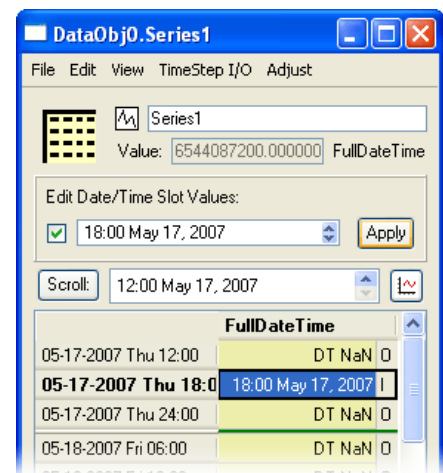 DataObj0.Series1
File Edit View TimeStep I/O Adjust
Series1
Value: 6544087200.000000 FullDateTime
Edit Date/Time Slot Values:
18:00 May 17, 2007 Apply
Scroll: 12:00 May 17, 2007
FullDateTime
05-17-2007 Thu 12:00 DT NaN O
05-17-2007 Thu 18:0 18:00 May 17, 2007 I
05-17-2007 Thu 24:00 DT NaN O
05-18-2007 Fri 06:00 DT NaN O